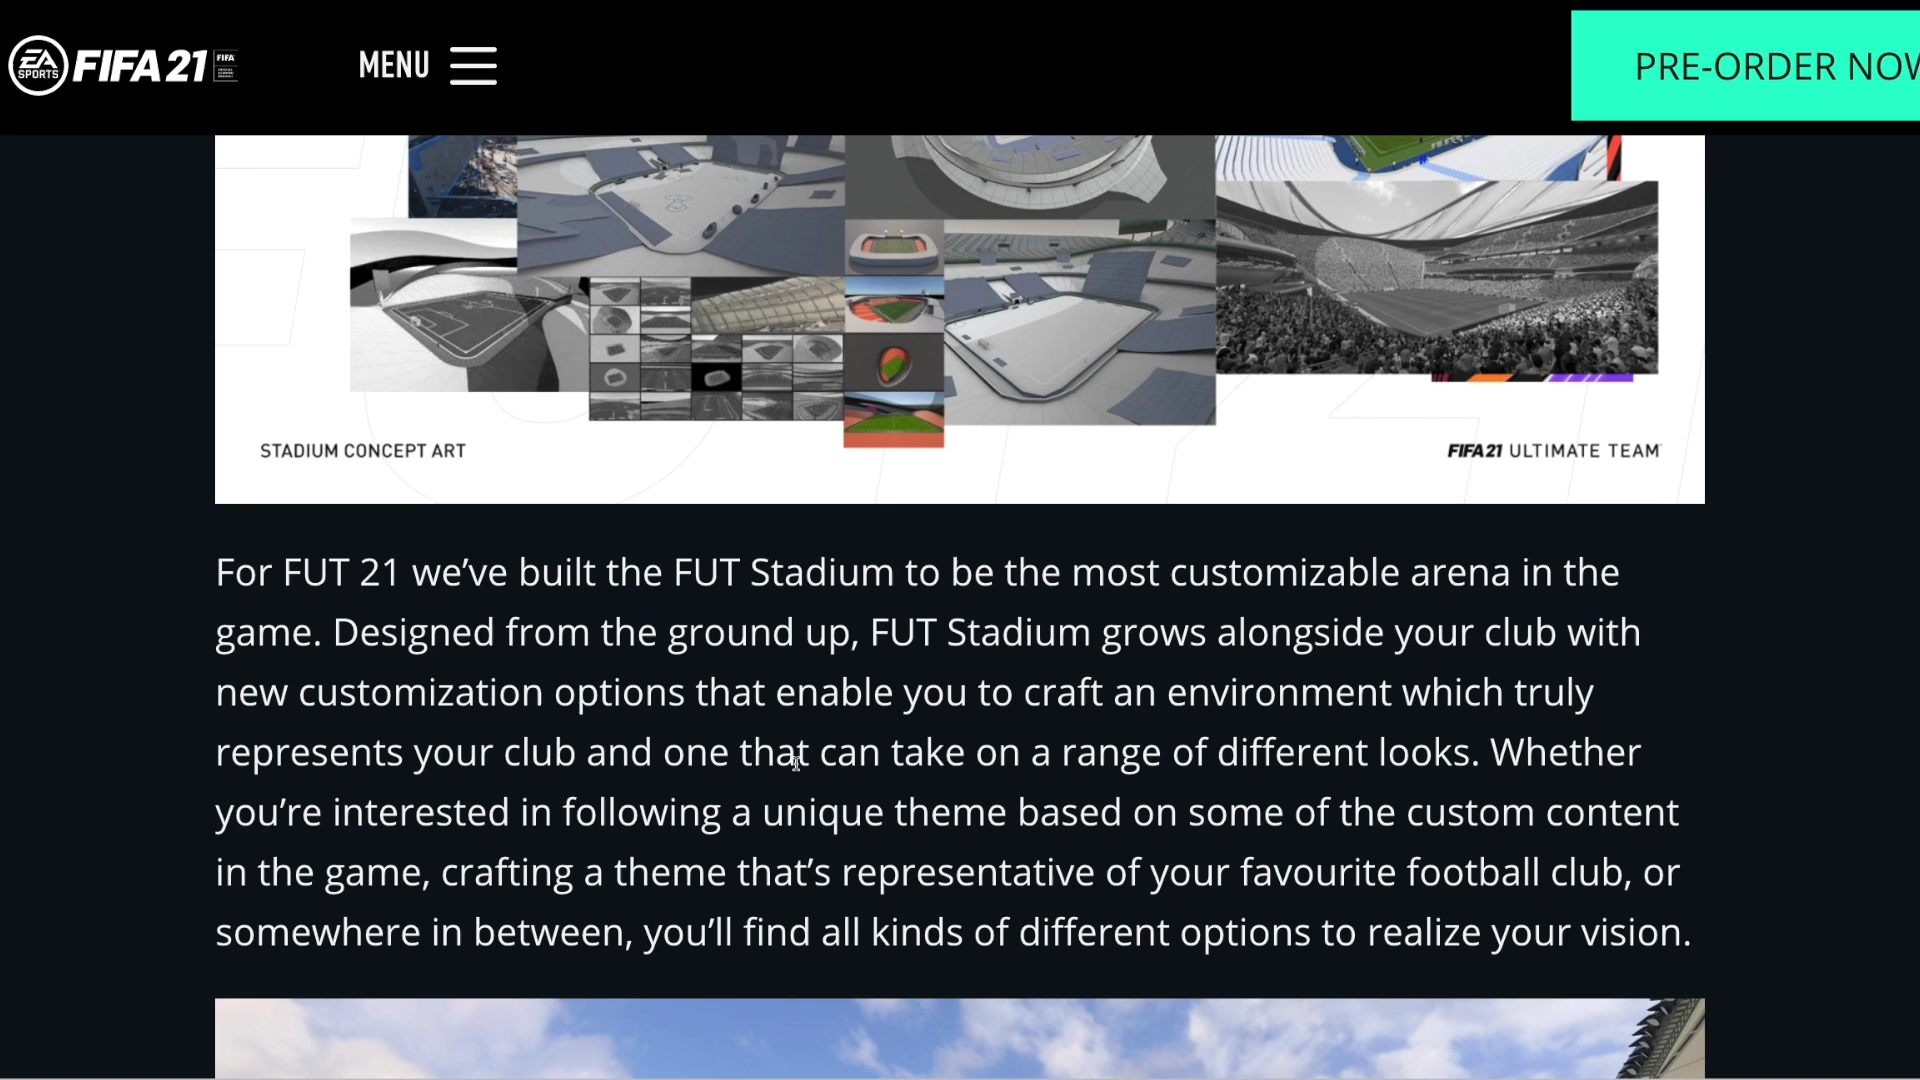 EA SPORTS FIFA 21 FIFA
MENU
PRE-ORDER NOW
STADIUM CONCEPT ART
FIFA 21 ULTIMATE TEAM
For FUT 21 we’ve built the FUT Stadium to be the most customizable arena in the
game. Designed from the ground up, FUT Stadium grows alongside your club with
new customization options that enable you to craft an environment which truly
represents your club and one that can take on a range of different looks. Whether
you’re interested in following a unique theme based on some of the custom content
in the game, crafting a theme that’s representative of your favourite football club, or
somewhere in between, you’ll find all kinds of different options to realize your vision.